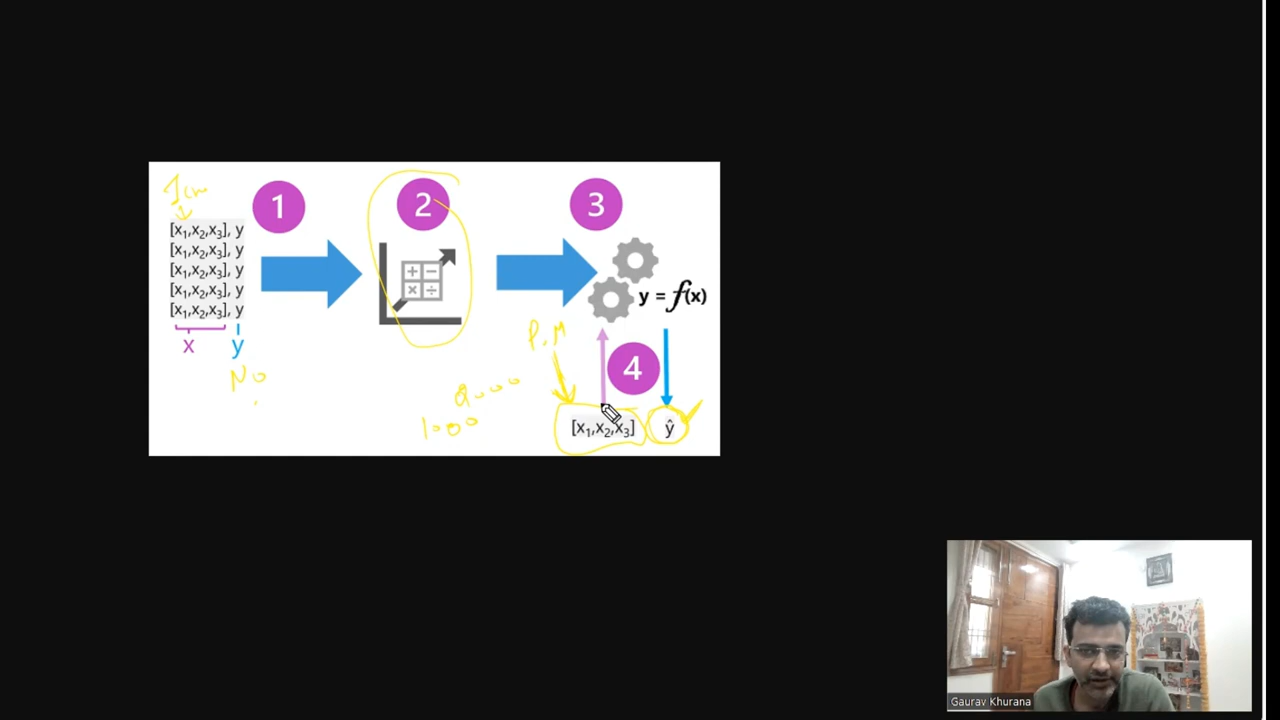 1
2
3
[x₁,x₂,x₃], y
[x₁,x₂,x₃], y
[x₁,x₂,x₃], y
[x₁,x₂,x₃], y
[x₁,x₂,x₃], y
y = f(x)
x y
No
P, M
4
1000
[x₁,x₂,x₃] ŷ
Gaurav Khurana